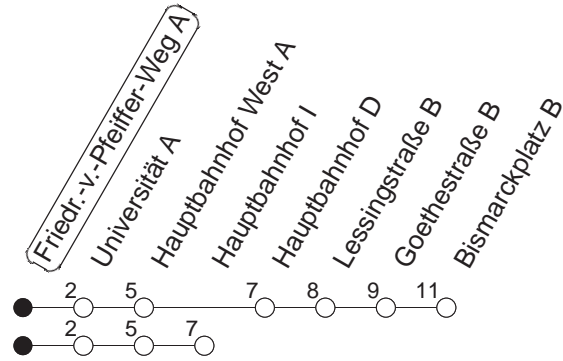 Friedr.-v.-Pfeiffer-Weg A
Universität A
Hauptbahnhof West A
Hauptbahnhof I
Hauptbahnhof D
Lessingstraße B
Goethestraße B
Bismarckplatz B
2 5 7 8 9 11
2 5 7